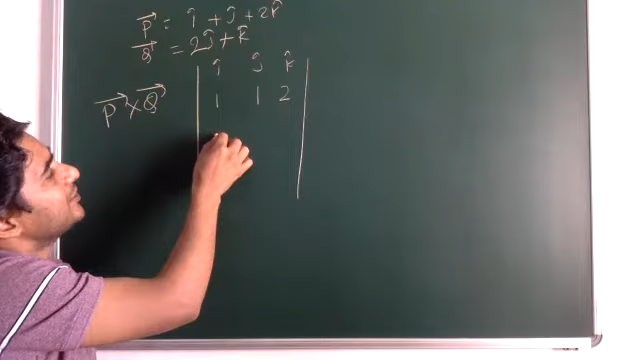 P⃗ = î + ĵ + 2k̂
Q⃗ = 2ĵ + k̂
î ĵ k̂
P⃗ × Q⃗ 1 1 2